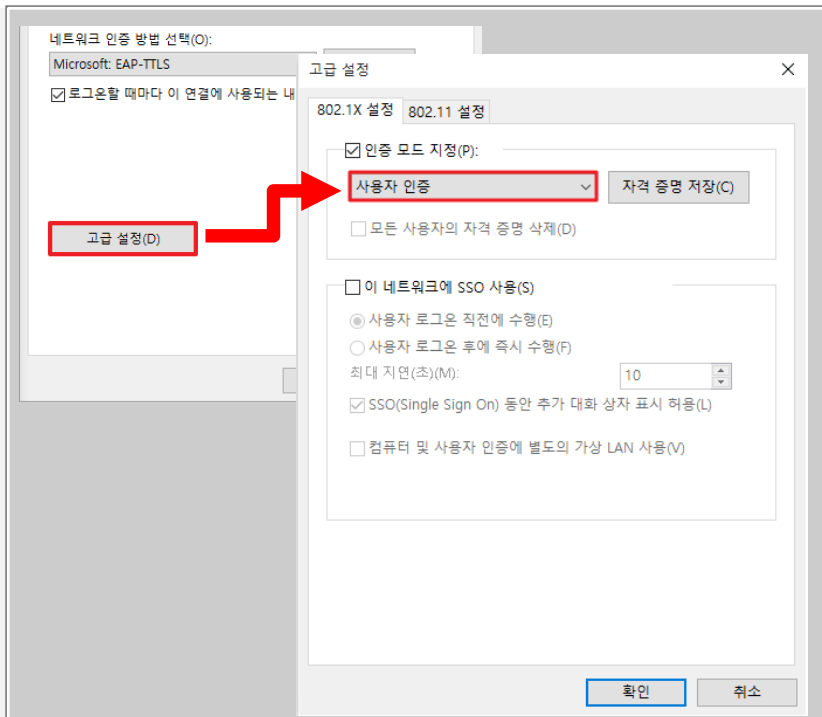 네트워크 인증 방법 선택(O):
Microsoft: EAP-TTLS
로그온할 때마다 이 연결에 사용되는 내
고급 설정(D)
고급 설정
802.1X 설정 802.11 설정
인증 모드 지정(P):
사용자 인증 자격 증명 저장(C)
모든 사용자의 자격 증명 삭제(D)
이 네트워크에 SSO 사용(S)
사용자 로그온 직전에 수행(E)
사용자 로그온 후에 즉시 수행(F)
최대 지연(초)(M): 10
SSO(Single Sign On) 동안 추가 대화 상자 표시 허용(L)
컴퓨터 및 사용자 인증에 별도의 가상 LAN 사용(V)
확인 취소